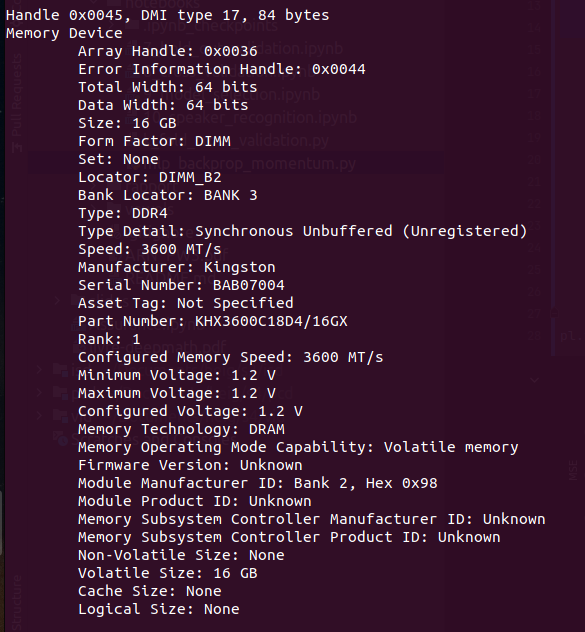 Handle 0x0045, DMI type 17, 84 bytes
Memory Device
Array Handle: 0x0036
Error Information Handle: 0x0044
Total Width: 64 bits
Data Width: 64 bits
Size: 16 GB
Form Factor: DIMM
Set: None
Locator: DIMM_B2
Bank Locator: BANK 3
Type: DDR4
Type Detail: Synchronous Unbuffered (Unregistered)
Speed: 3600 MT/s
Manufacturer: Kingston
Serial Number: BAB07004
Asset Tag: Not Specified
Part Number: KHX3600C18D4/16GX
Rank: 1
Configured Memory Speed: 3600 MT/s
Minimum Voltage: 1.2 V
Maximum Voltage: 1.2 V
Configured Voltage: 1.2 V
Memory Technology: DRAM
Memory Operating Mode Capability: Volatile memory
Firmware Version: Unknown
Module Manufacturer ID: Bank 2, Hex 0x98
Module Product ID: Unknown
Memory Subsystem Controller Manufacturer ID: Unknown
Memory Subsystem Controller Product ID: Unknown
Non-Volatile Size: None
Volatile Size: 16 GB
Cache Size: None
Logical Size: None